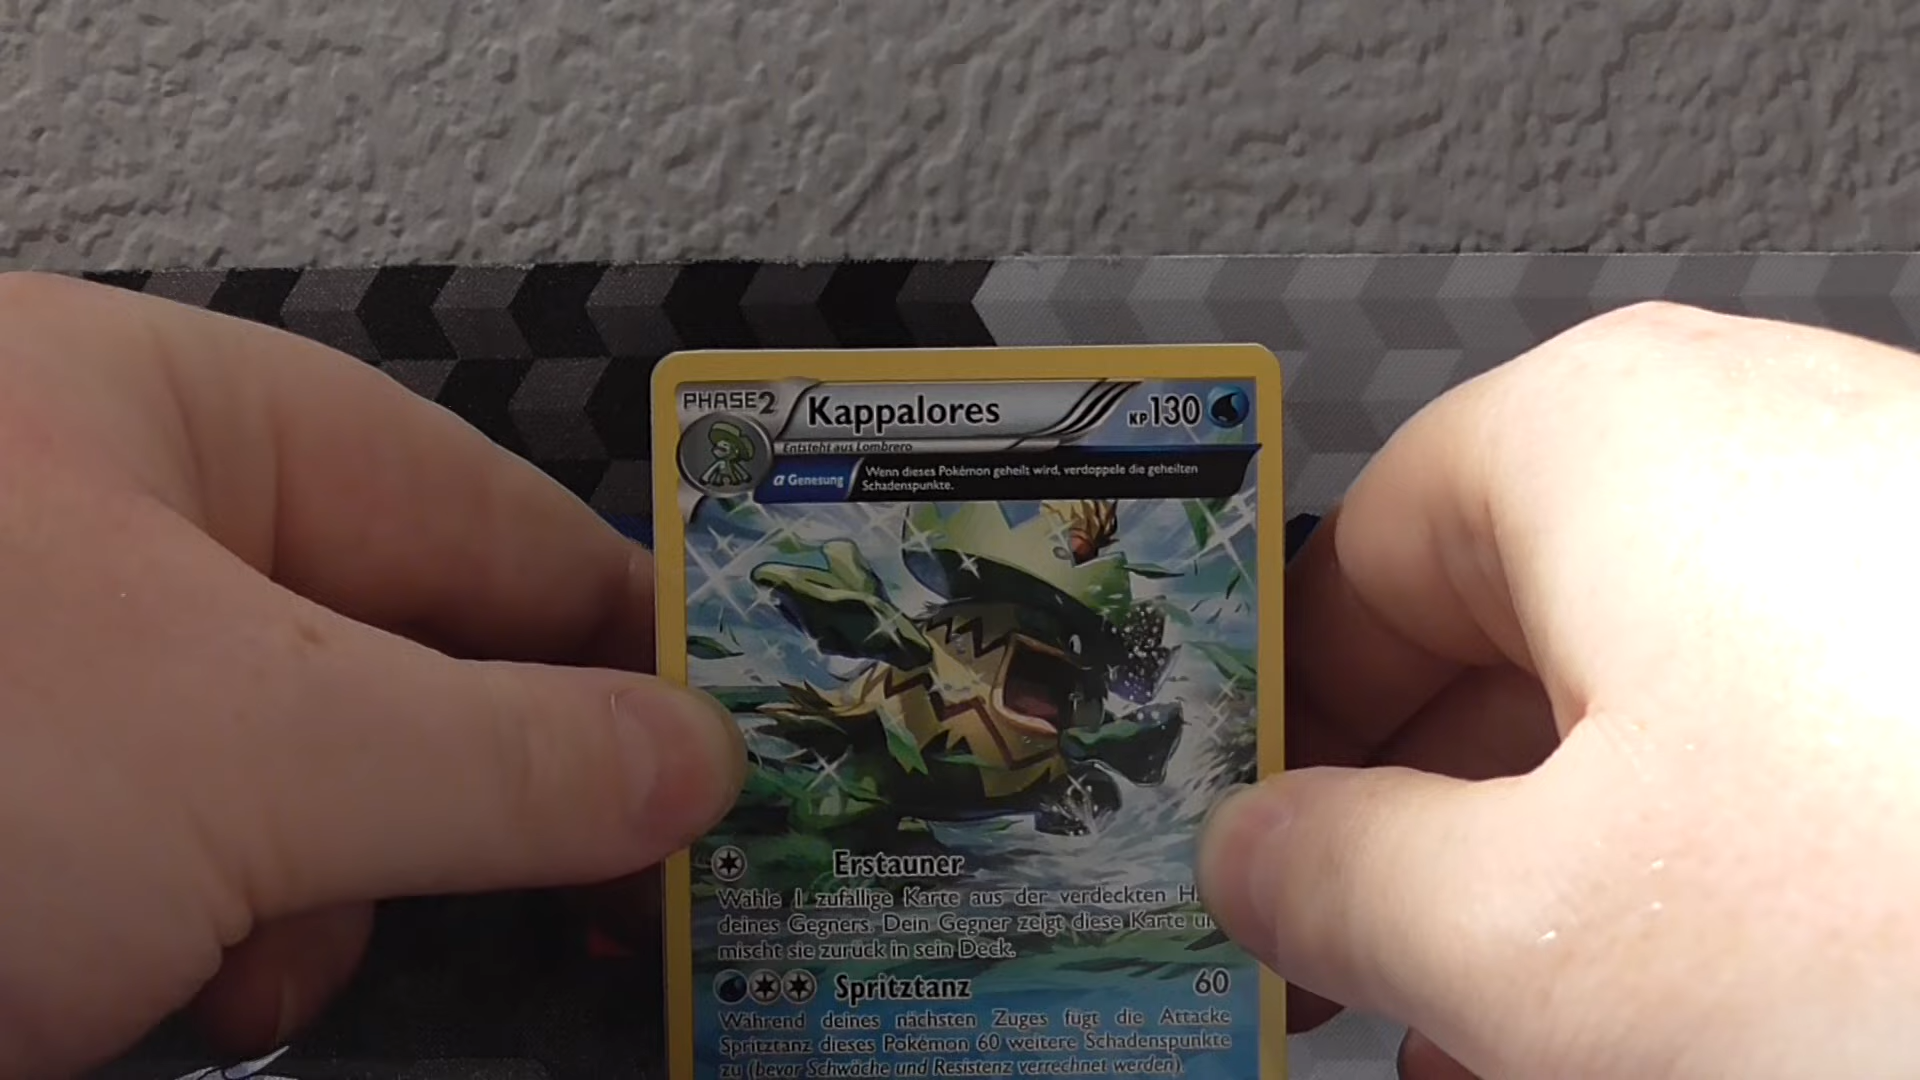 PHASE2 Kappalores KP130
Entsteht aus Lombrero
α Genesung Wenn dieses Pokémon geheilt wird, verdoppele die geheilten
Schadenspunkte.
Erstauner
Wähle 1 zufällige Karte aus der verdeckten H
deines Gegners. Dein Gegner zeigt diese Karte u
mischt sie zurück in sein Deck.
Spritztanz 60
Während deines nächsten Zuges fügt die Attacke
Spritztanz dieses Pokémon 60 weitere Schadenspunkte
zu (bevor Schwäche und Resistenz verrechnet werden).